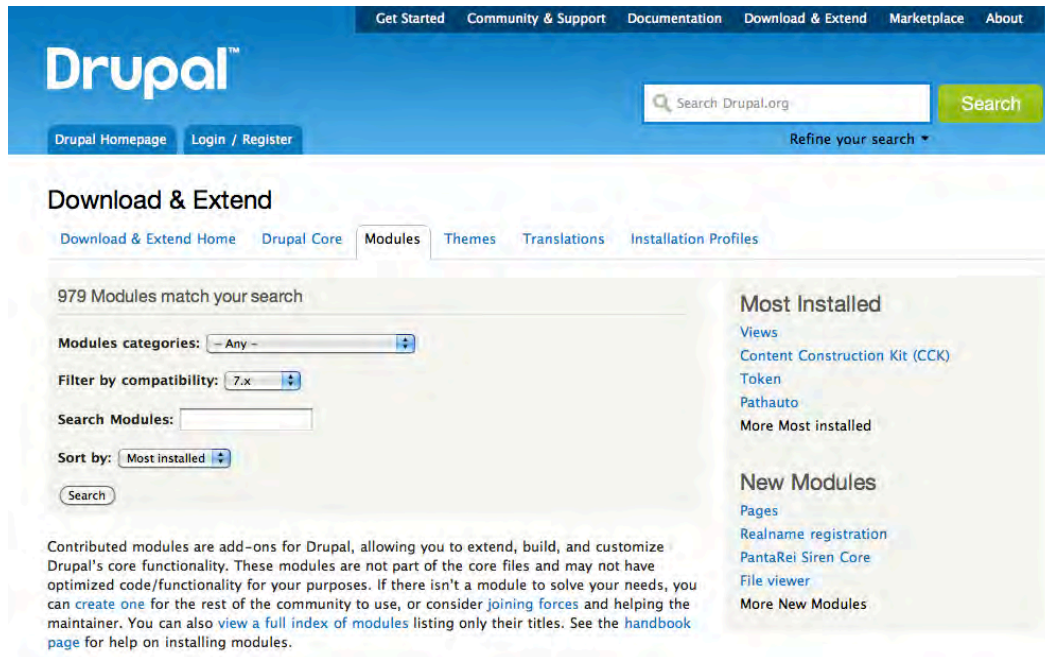 Get Started Community & Support Documentation Download & Extend Marketplace About
Drupal™
Search Drupal.org Search
Drupal Homepage Login / Register
Refine your search
Download & Extend
Download & Extend Home Drupal Core Modules Themes Translations Installation Profiles
979 Modules match your search
Modules categories: – Any –
Filter by compatibility: 7.x
Search Modules:
Sort by: Most installed
Search
Contributed modules are add-ons for Drupal, allowing you to extend, build, and customize
Drupal's core functionality. These modules are not part of the core files and may not have
optimized code/functionality for your purposes. If there isn't a module to solve your needs, you
can create one for the rest of the community to use, or consider joining forces and helping the
maintainer. You can also view a full index of modules listing only their titles. See the handbook
page for help on installing modules.
Most Installed
Views
Content Construction Kit (CCK)
Token
Pathauto
More Most installed
New Modules
Pages
Realname registration
PantaRei Siren Core
File viewer
More New Modules